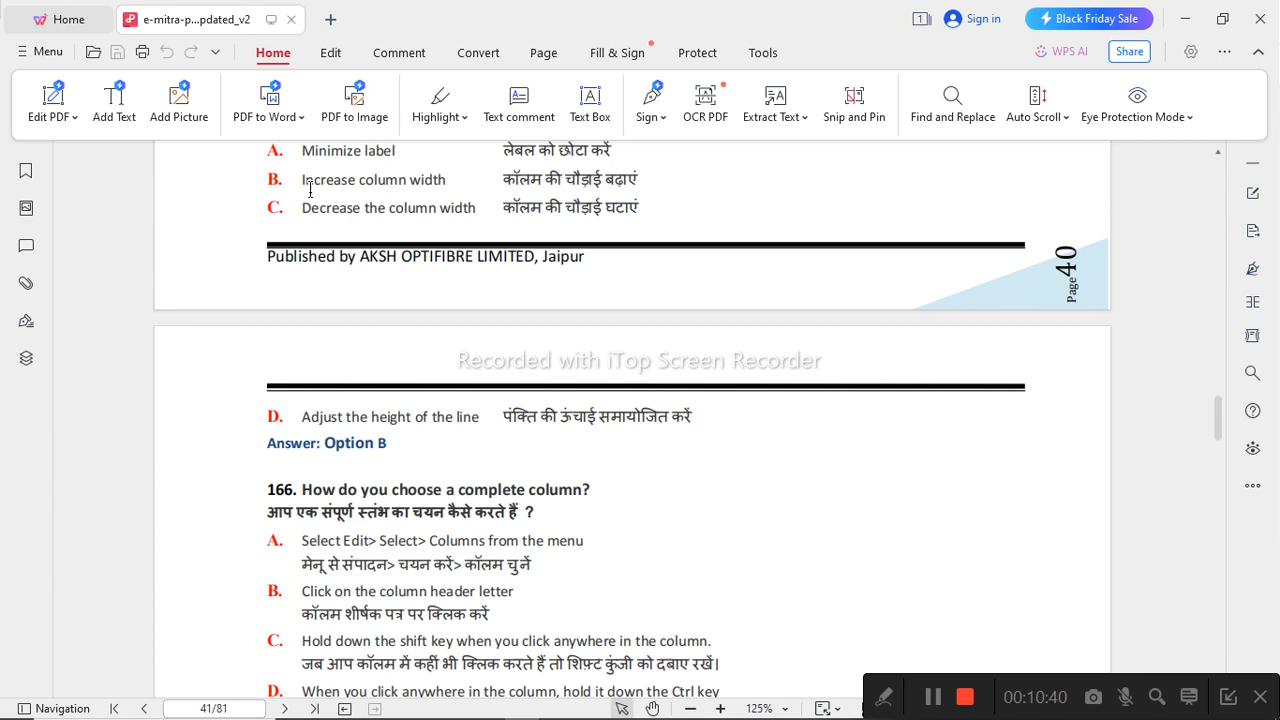 Home e-mitra-p...pdated_v2 Sign in Black Friday Sale
Menu Home Edit Comment Convert Page Fill & Sign Protect Tools WPS AI Share
Edit PDF Add Text Add Picture PDF to Word PDF to Image Highlight Text comment Text Box Sign OCR PDF Extract Text Snip and Pin Find and Replace Auto Scroll Eye Protection Mode
A. Minimize label लेबल को छोटा करें
B. Increase column width कॉलम की चौड़ाई बढ़ाएं
C. Decrease the column width कॉलम की चौड़ाई घटाएं
Published by AKSH OPTIFIBRE LIMITED, Jaipur
Page40
Recorded with iTop Screen Recorder
D. Adjust the height of the line पंक्ति की ऊंचाई समायोजित करें
Answer: Option B
166. How do you choose a complete column?
आप एक संपूर्ण स्तंभ का चयन कैसे करते हैं ?
A. Select Edit> Select> Columns from the menu
मेनू से संपादन> चयन करें> कॉलम चुनें
B. Click on the column header letter
कॉलम शीर्षक पत्र पर क्लिक करें
C. Hold down the shift key when you click anywhere in the column.
जब आप कॉलम में कहीं भी क्लिक करते हैं तो शिफ़्ट कुंजी को दबाए रखें।
D. When you click anywhere in the column, hold it down the Ctrl key
Navigation 41/81 125% 00:10:40